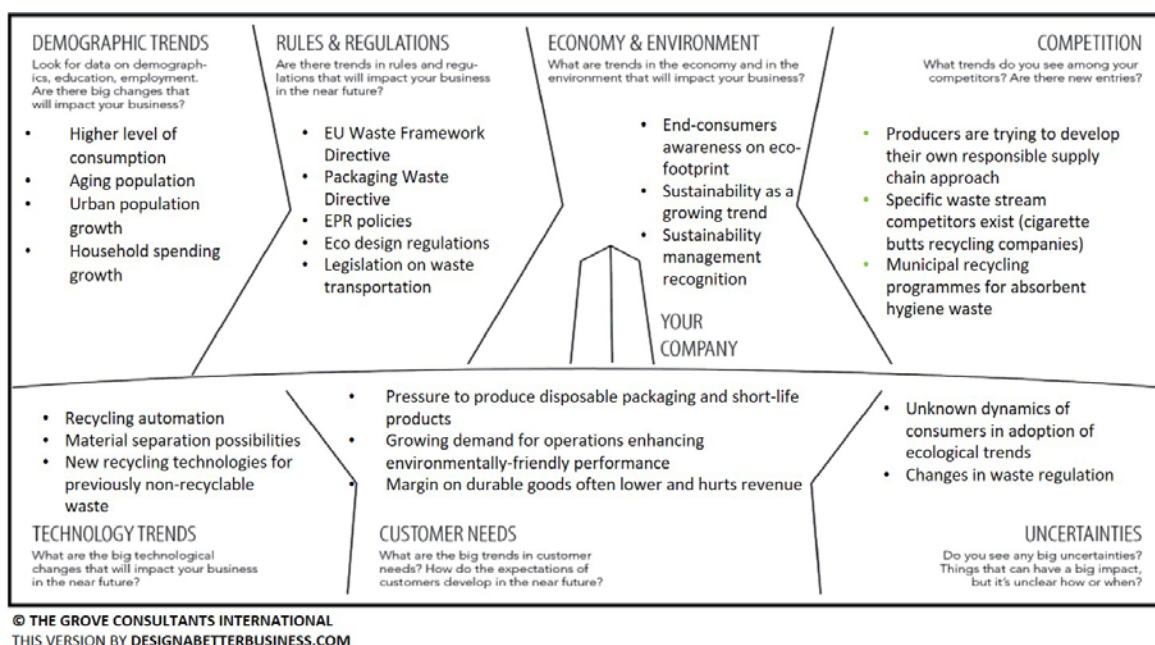 DEMOGRAPHIC TRENDS
Look for data on demograph-
ics, education, employment.
Are there big changes that
will impact your business?
• Higher level of
consumption
• Aging population
• Urban population
growth
• Household spending
growth
RULES & REGULATIONS
Are there trends in rules and regu-
lations that will impact your business
in the near future?
• EU Waste Framework
Directive
• Packaging Waste
Directive
• EPR policies
• Eco design regulations
• Legislation on waste
transportation
ECONOMY & ENVIRONMENT
What are trends in the economy and in the
environment that will impact your business?
• End-consumers
awareness on eco-
footprint
• Sustainability as a
growing trend
• Sustainability
management
recognition
YOUR
COMPANY
COMPETITION
What trends do you see among your
competitors? Are there new entries?
• Producers are trying to develop
their own responsible supply
chain approach
• Specific waste stream
competitors exist (cigarette
butts recycling companies)
• Municipal recycling
programmes for absorbent
hygiene waste
• Recycling automation
• Material separation possibilities
• New recycling technologies for
previously non-recyclable
waste
TECHNOLOGY TRENDS
What are the big technological
changes that will impact your business
in the near future?
• Pressure to produce disposable packaging and short-life
products
• Growing demand for operations enhancing
environmentally-friendly performance
• Margin on durable goods often lower and hurts revenue
CUSTOMER NEEDS
What are the big trends in customer
needs? How do the expectations of
customers develop in the near future?
• Unknown dynamics of
consumers in adoption of
ecological trends
• Changes in waste regulation
UNCERTAINTIES
Do you see any big uncertainties?
Things that can have a big impact,
but it's unclear how or when?
© THE GROVE CONSULTANTS INTERNATIONAL
THIS VERSION BY DESIGNABETTERBUSINESS.COM